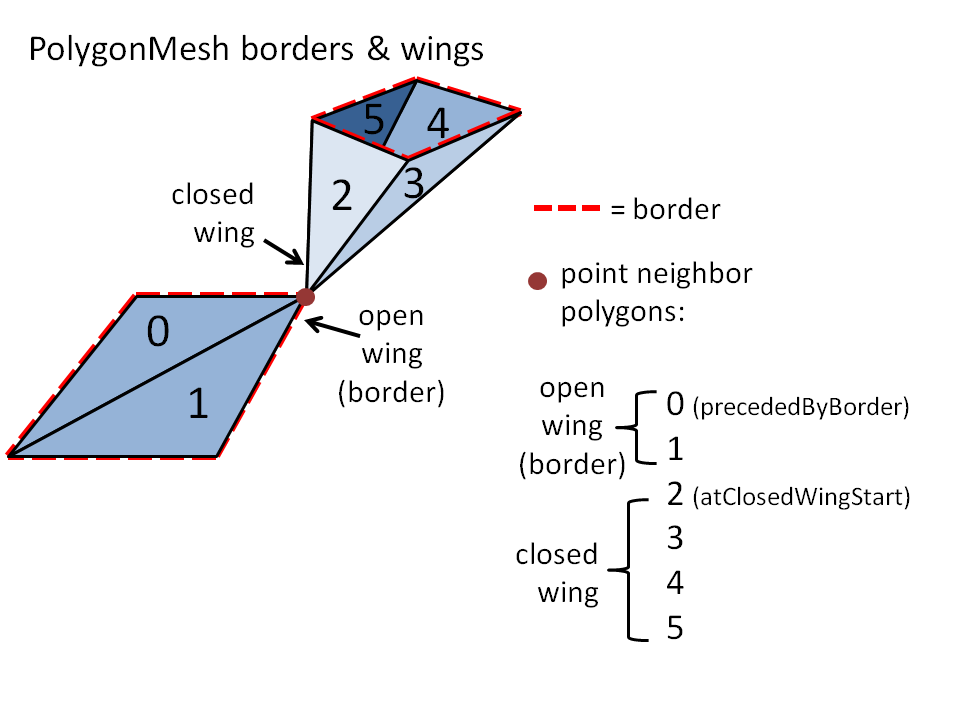 PolygonMesh borders & wings
5
4
2
3
closed
wing
= border
point neighbor
polygons:
0
1
open
wing
(border)
open
wing
(border)
0 (precededByBorder)
1
2 (atClosedWingStart)
3
closed
wing
4
5